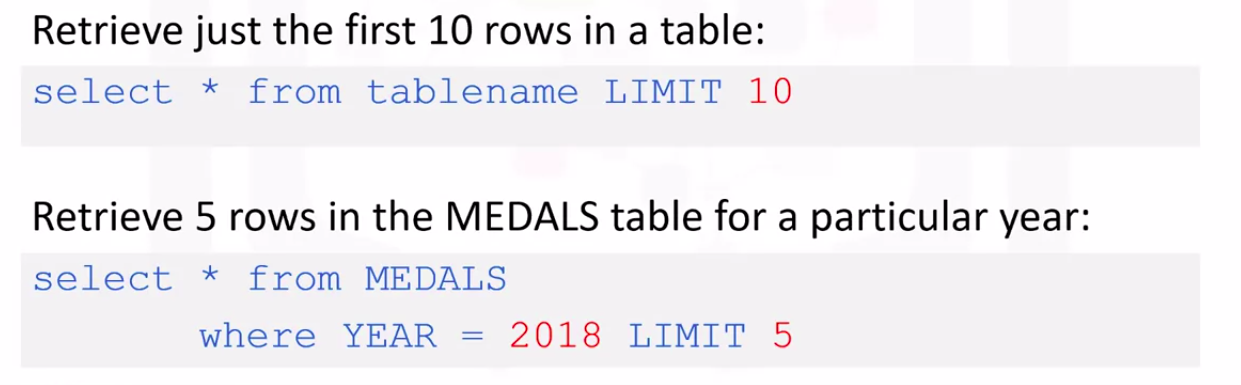 Retrieve just the first 10 rows in a table:
select * from tablename LIMIT 10
Retrieve 5 rows in the MEDALS table for a particular year:
select * from MEDALS
where YEAR = 2018 LIMIT 5